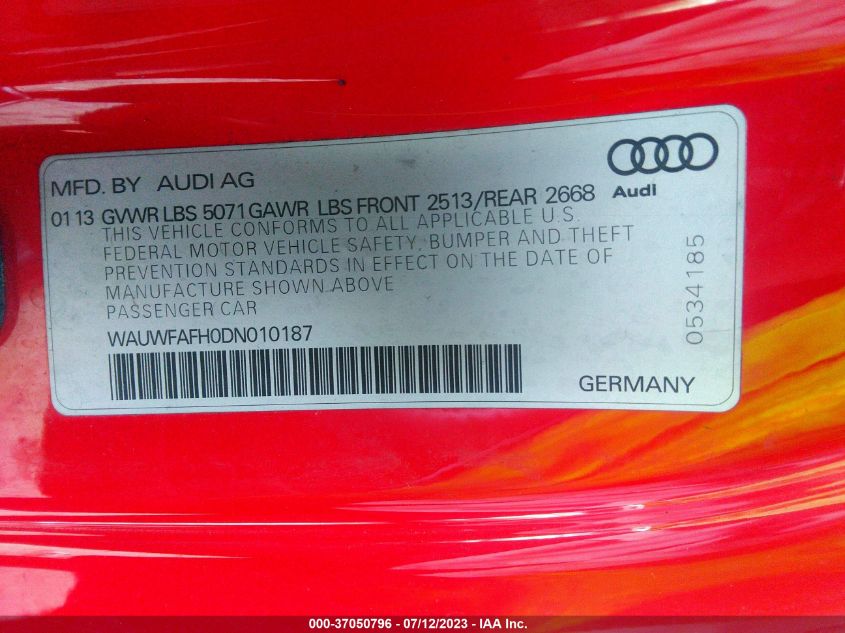 MFD. BY AUDI AG
Audi
01 13 GVWR LBS 5071 GAWR LBS FRONT 2513/REAR 2668
THIS VEHICLE CONFORMS TO ALL APPLICABLE U.S.
FEDERAL MOTOR VEHICLE SAFETY, BUMPER AND THEFT
PREVENTION STANDARDS IN EFFECT ON THE DATE OF
MANUFACTURE SHOWN ABOVE
PASSENGER CAR
0534185
WAUWFAFH0DN010187
GERMANY
000-37050796 - 07/12/2023 - IAA Inc.